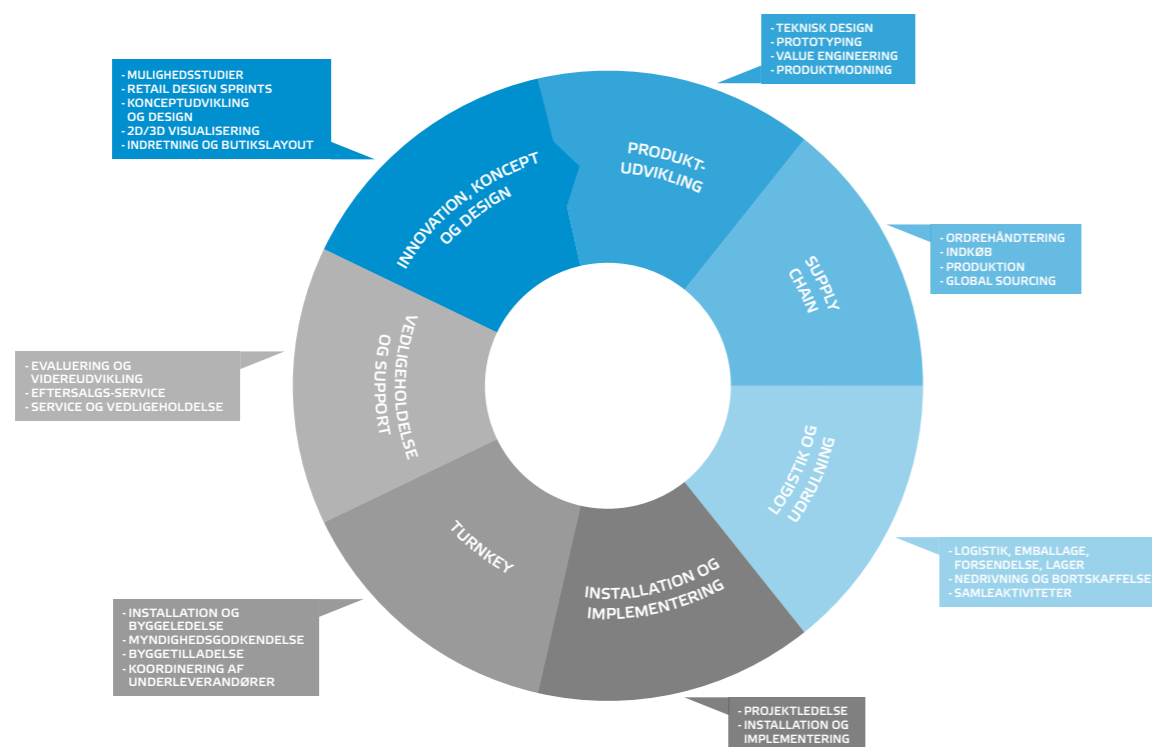 - TEKNISK DESIGN
- PROTOTYPING
- VALUE ENGINEERING
- PRODUKTMODNING
- MULIGHEDSSTUDIER
- RETAIL DESIGN SPRINTS
- KONCEPTUDVIKLING
OG DESIGN
- 2D/3D VISUALISERING
- INDRETNING OG BUTIKSLAYOUT
INNOVATION, KONCEPT
OG DESIGN
PRODUKT-
UDVIKLING
SUPPLY
CHAIN
- ORDREHÅNDTERING
- INDKØB
- PRODUKTION
- GLOBAL SOURCING
- EVALUERING OG
VIDEREUDVIKLING
- EFTERSALGS-SERVICE
- SERVICE OG VEDLIGEHOLDELSE
VEDLIGEHOLDELSE
OG SUPPORT
LOGISTIK OG
UDRULNING
- LOGISTIK, EMBALLAGE,
FORSENDELSE, LAGER
- NEDRIVNING OG BORTSKAFFELSE
- SAMLEAKTIVITETER
TURNKEY
INSTALLATION OG
IMPLEMENTERING
- INSTALLATION OG
BYGGELEDELSE
- MYNDIGHEDSGODKENDELSE
- BYGGETILLADELSE
- KOORDINERING AF
UNDERLEVERANDØRER
- PROJEKTLEDELSE
- INSTALLATION OG
IMPLEMENTERING